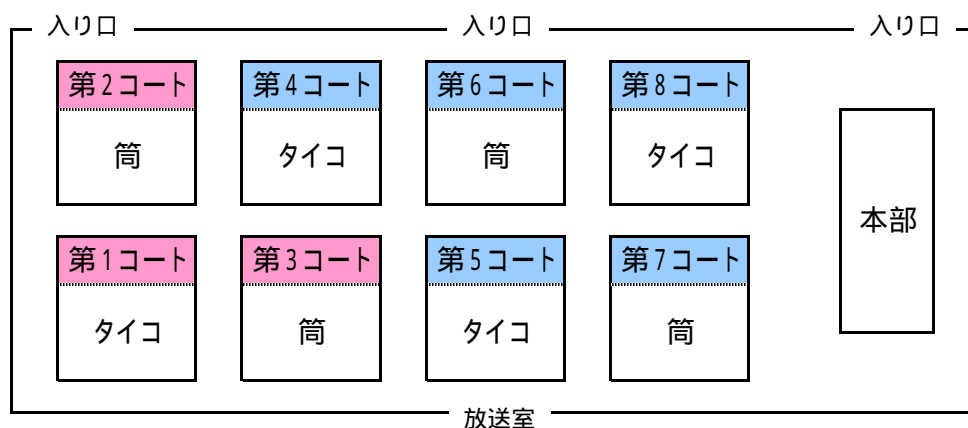 入り口 入り口 入り口
第2コート 第4コート 第6コート 第8コート
筒 タイコ 筒 タイコ
本部
第1コート 第3コート 第5コート 第7コート
タイコ 筒 タイコ 筒
放送室